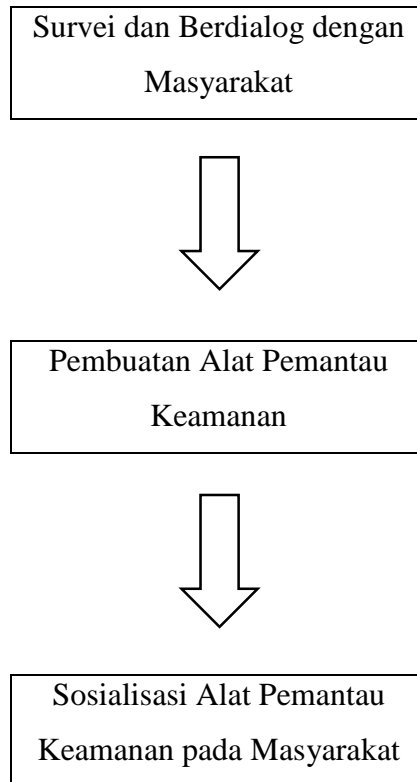 Survei dan Berdialog dengan
Masyarakat
Pembuatan Alat Pemantau
Keamanan
Sosialisasi Alat Pemantau
Keamanan pada Masyarakat